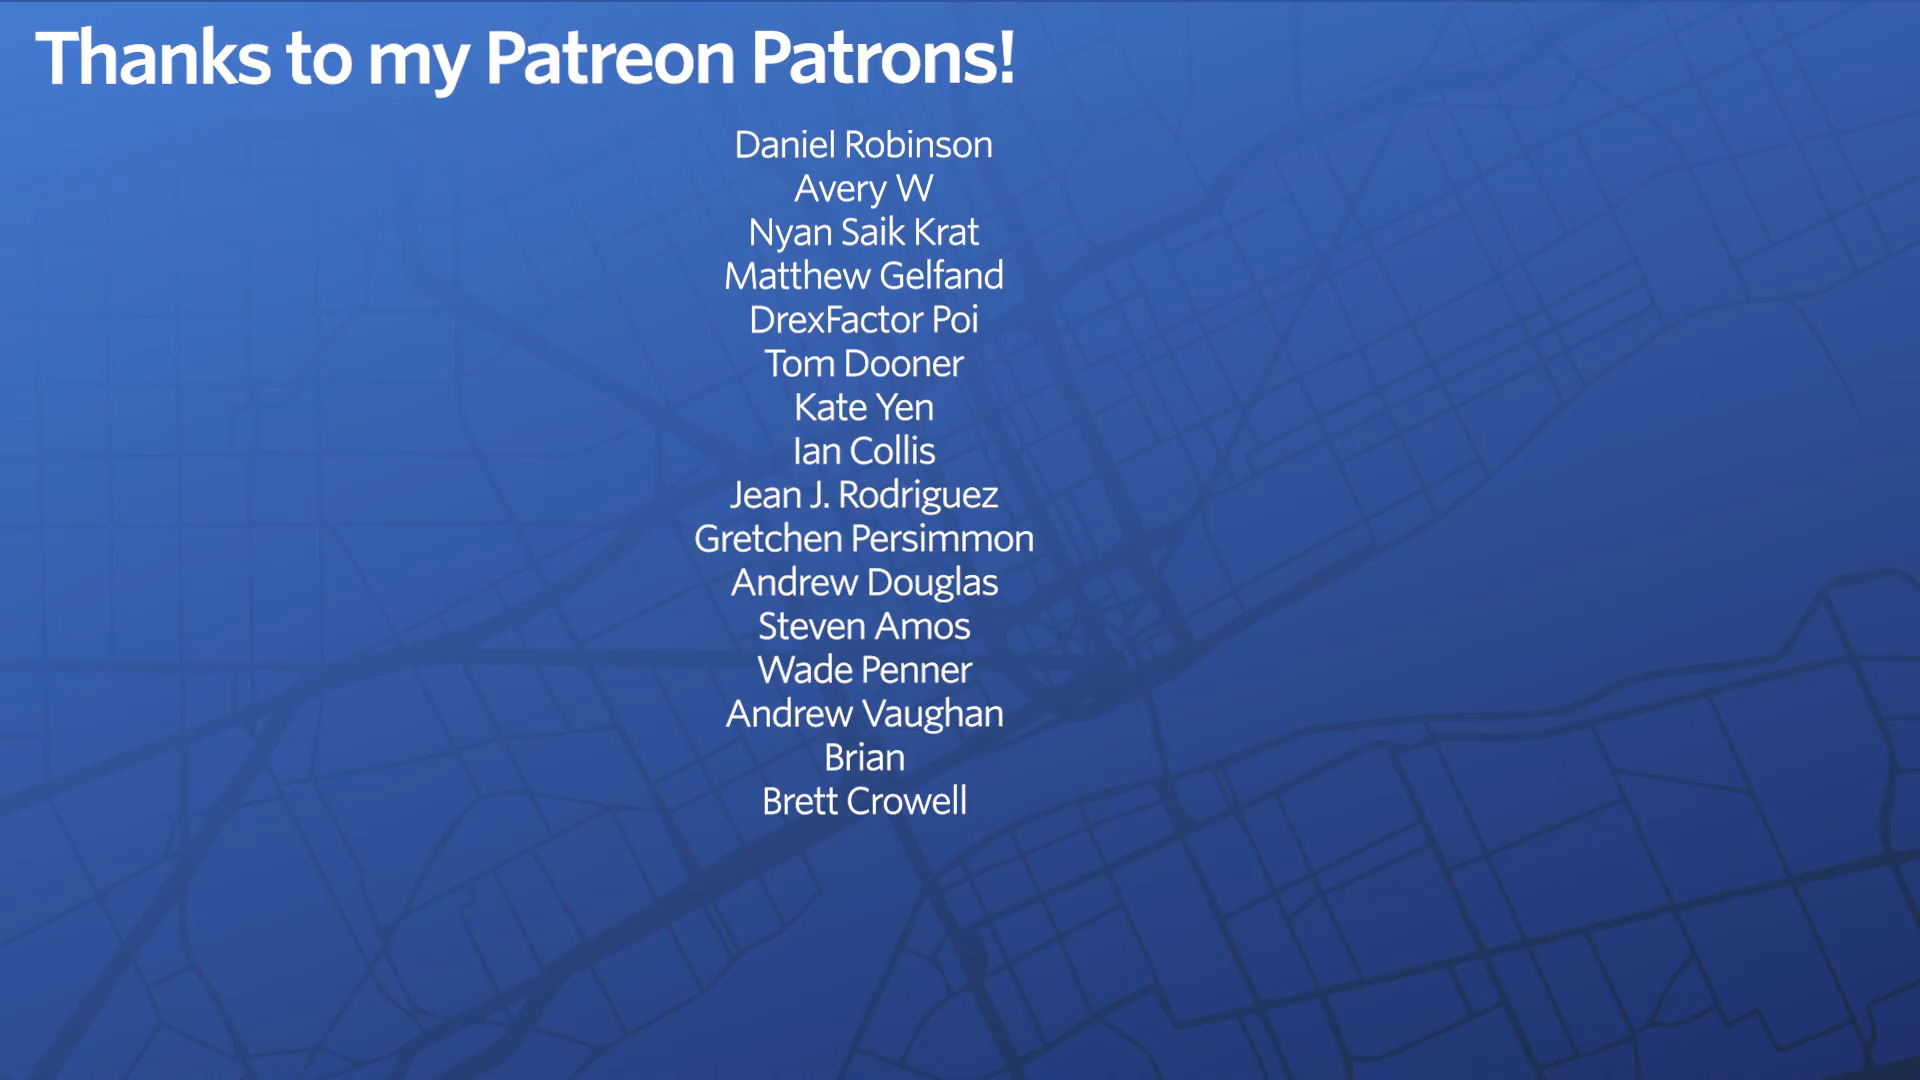 Thanks to my Patreon Patrons!
Daniel Robinson
Avery W
Nyan Saik Krat
Matthew Gelfand
DrexFactor Poi
Tom Dooner
Kate Yen
Ian Collis
Jean J. Rodriguez
Gretchen Persimmon
Andrew Douglas
Steven Amos
Wade Penner
Andrew Vaughan
Brian
Brett Crowell